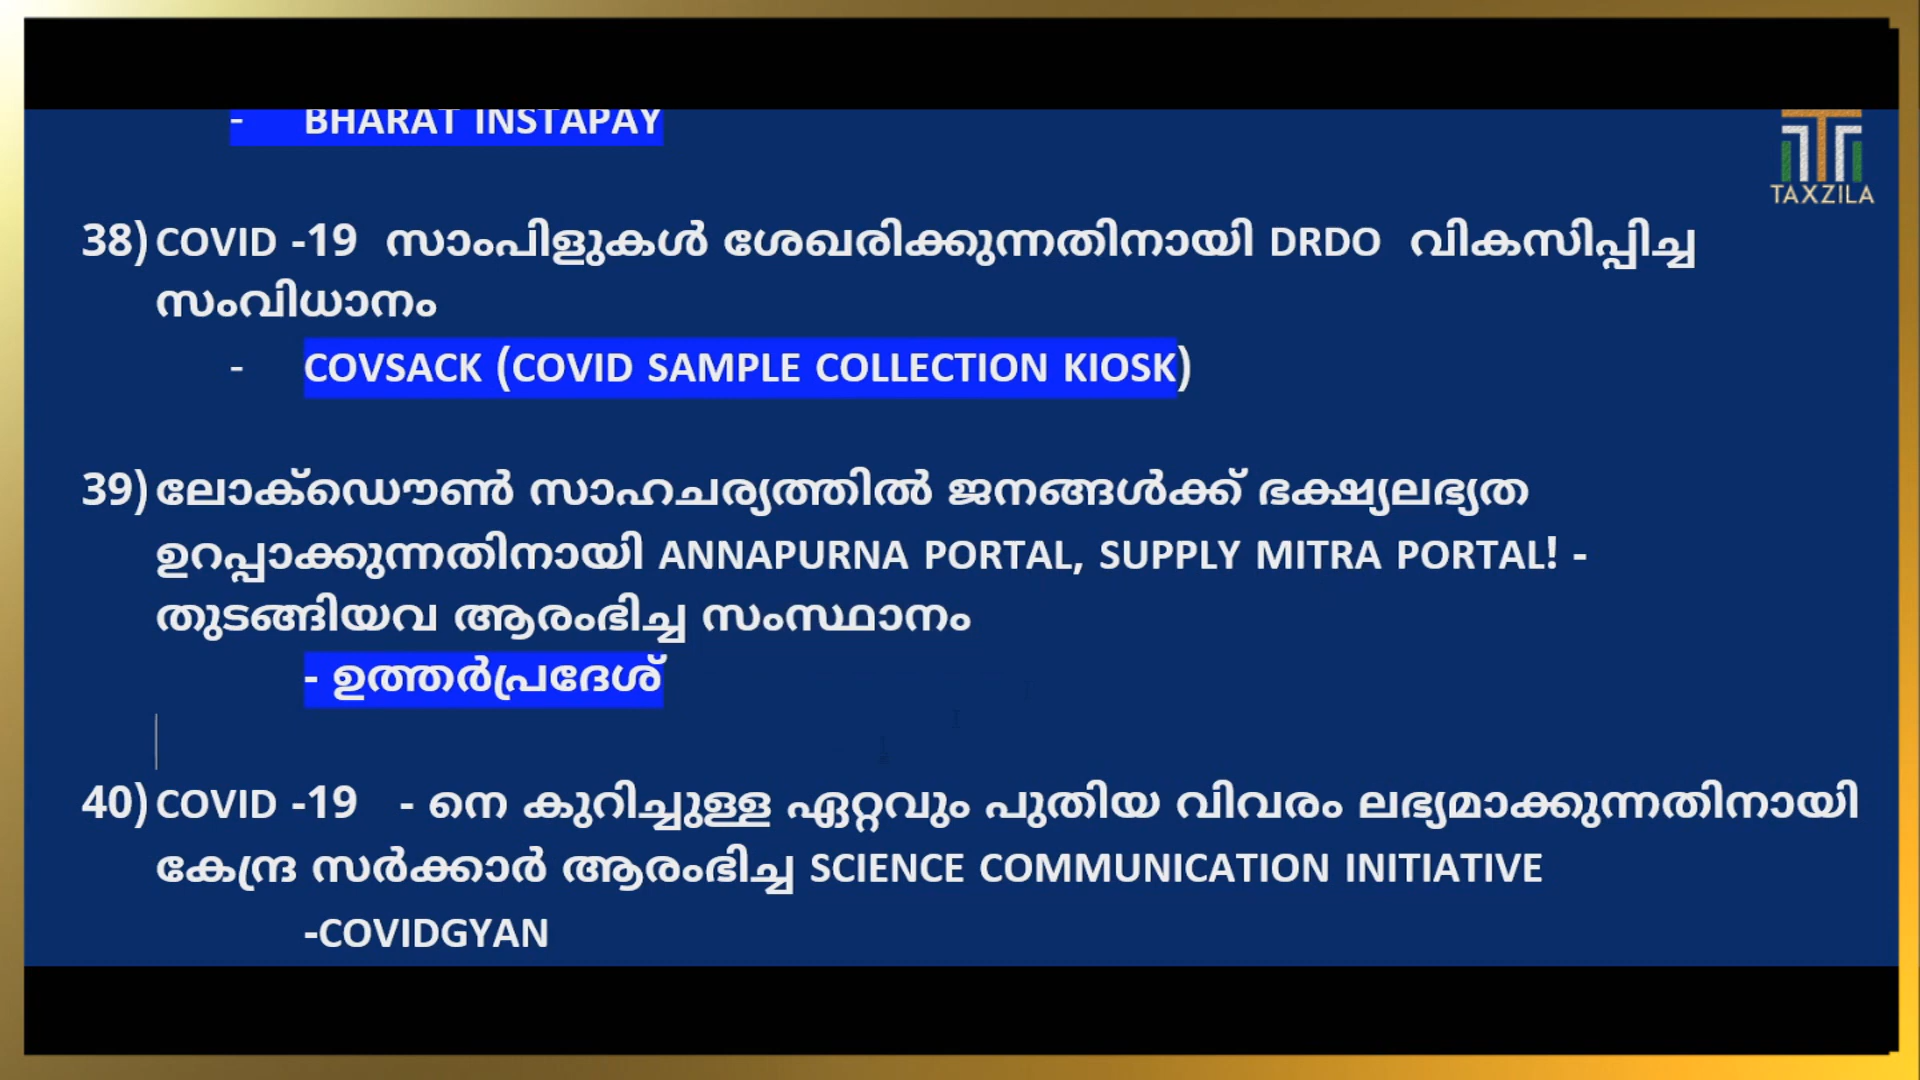 - BHARAT INSTAPAY
TAXZILA
38) COVID -19 സാംപിളുകൾ ശേഖരിക്കുന്നതിനായി DRDO വികസിപ്പിച്ച
സംവിധാനം
- COVSACK (COVID SAMPLE COLLECTION KIOSK)
39) ലോക്ഡൌൺ സാഹചര്യത്തിൽ ജനങ്ങൾക്ക് ഭക്ഷ്യലഭ്യത
ഉറപ്പാക്കുന്നതിനായി ANNAPURNA PORTAL, SUPPLY MITRA PORTAL! -
തുടങ്ങിയവ ആരംഭിച്ച സംസ്ഥാനം
- ഉത്തർപ്രദേശ്
40) COVID -19 - നെ കുറിച്ചുള്ള ഏറ്റവും പുതിയ വിവരം ലഭ്യമാക്കുന്നതിനായി
കേന്ദ്ര സർക്കാർ ആരംഭിച്ച SCIENCE COMMUNICATION INITIATIVE
-COVIDGYAN